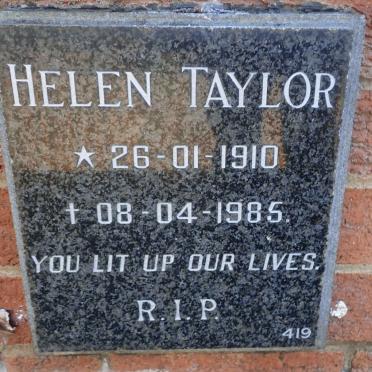 HELEN TAYLOR
★ 26-01-1910
† 08-04-1985.
YOU LIT UP OUR LIVES.
R.I.P.
419